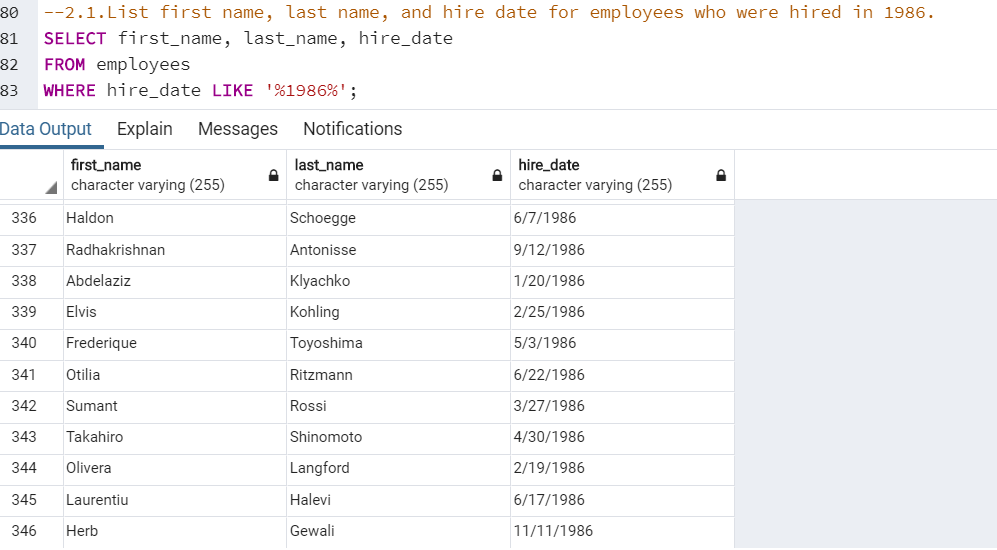 80 --2.1.List first name, last name, and hire date for employees who were hired in 1986.
81 SELECT first_name, last_name, hire_date
82 FROM employees
83 WHERE hire_date LIKE '%1986%';
Data Output Explain Messages Notifications
first_name last_name hire_date
character varying (255) character varying (255) character varying (255)
336 Haldon Schoegge 6/7/1986
337 Radhakrishnan Antonisse 9/12/1986
338 Abdelaziz Klyachko 1/20/1986
339 Elvis Kohling 2/25/1986
340 Frederique Toyoshima 5/3/1986
341 Otilia Ritzmann 6/22/1986
342 Sumant Rossi 3/27/1986
343 Takahiro Shinomoto 4/30/1986
344 Olivera Langford 2/19/1986
345 Laurentiu Halevi 6/17/1986
346 Herb Gewali 11/11/1986